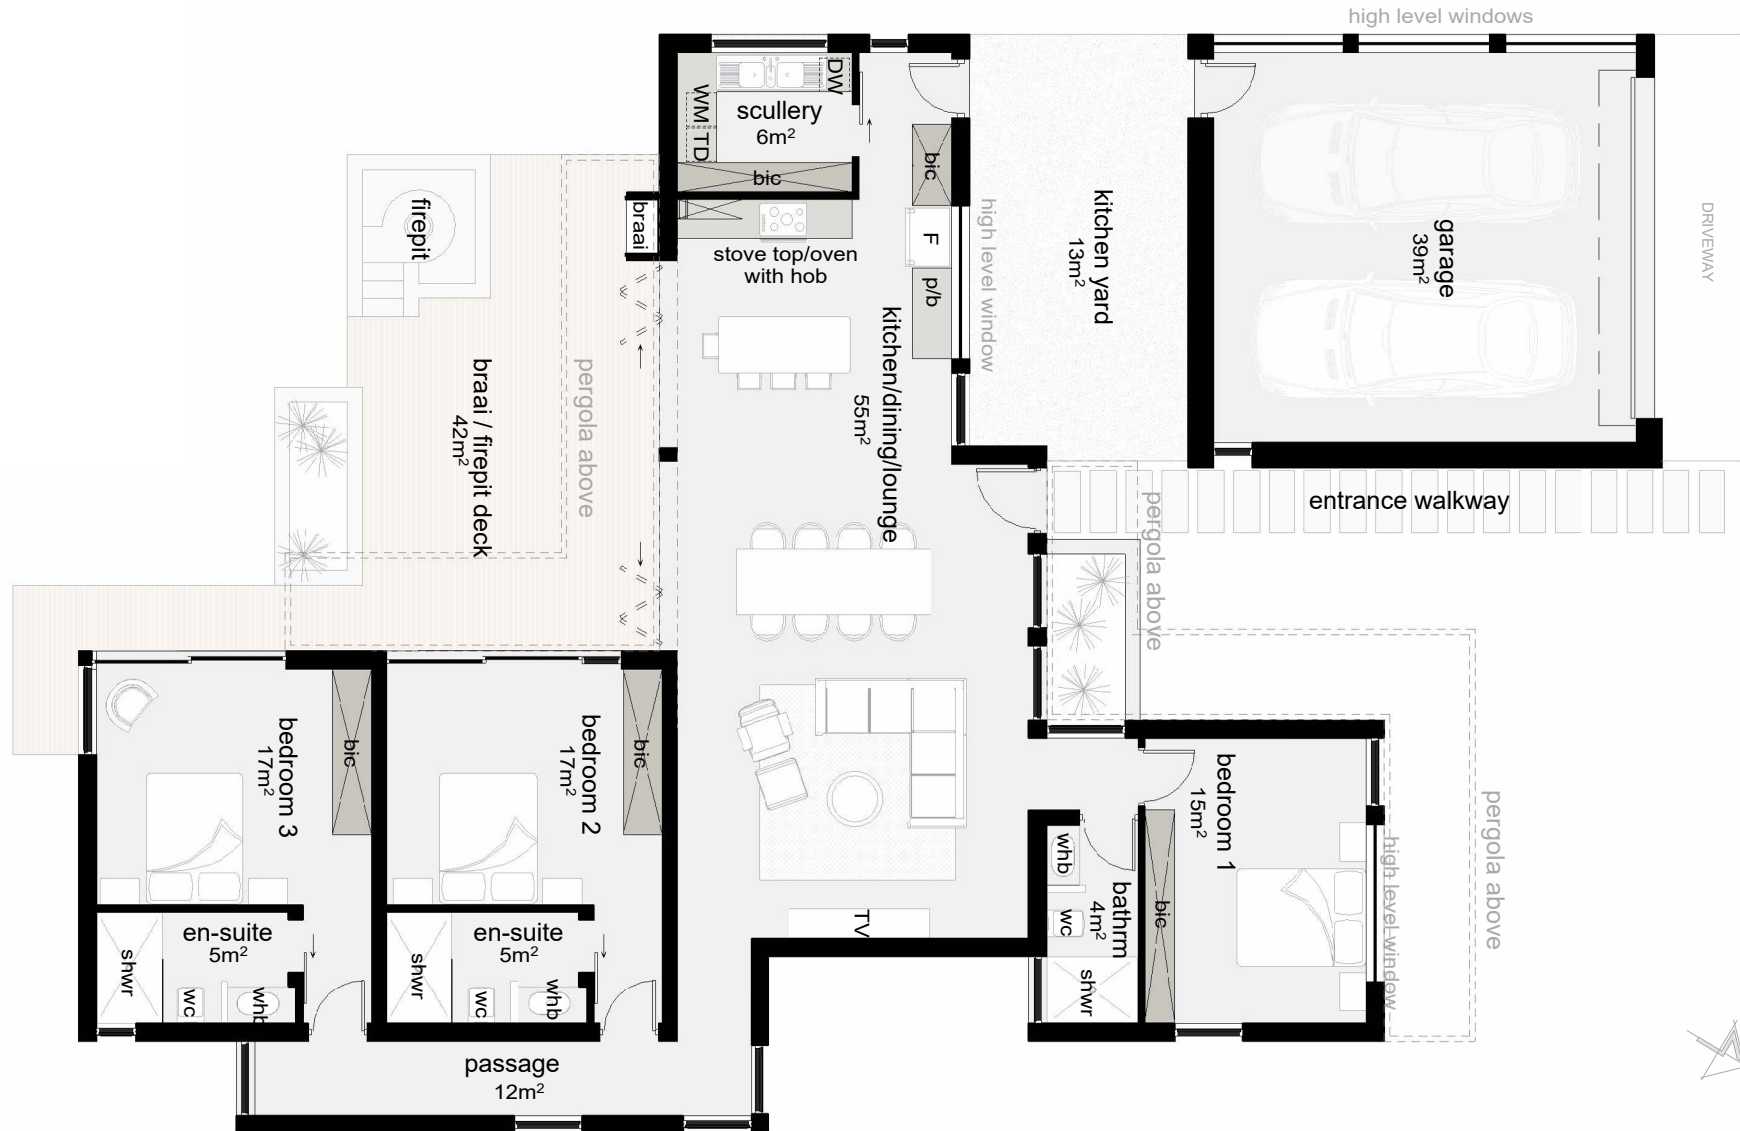 high level windows
DW
WM
TD
scullery
6m²
bic
bic
braai
firepit
stove top/oven
with hob
F
p/b
high level window
kitchen yard
13m²
garage
39m²
DRIVEWAY
braai / firepit deck
42m²
pergola above
kitchen/dining/lounge
55m²
entrance walkway
pergola above
bedroom 3
17m²
bic
bedroom 2
17m²
bic
bedroom 1
15m²
bic
high level window
pergola above
whb
wc
bathrm
4m²
shwr
TV
en-suite
5m²
shwr
wc
whb
en-suite
5m²
shwr
wc
whb
passage
12m²